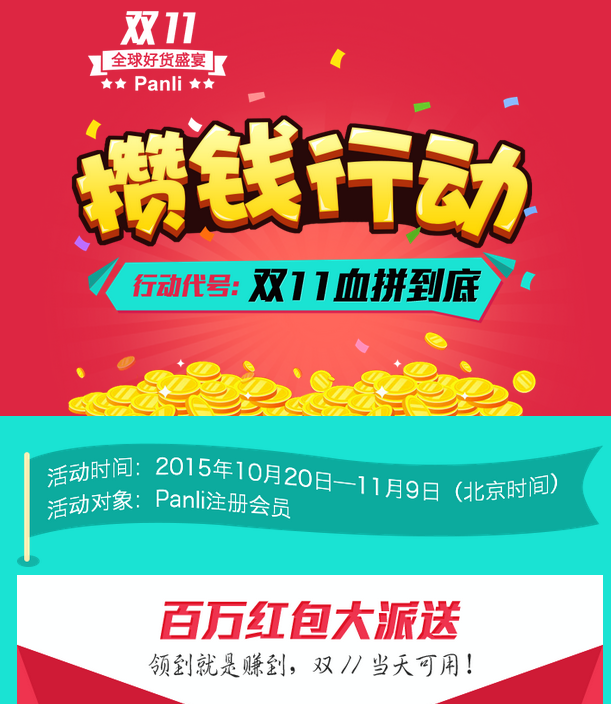 双11
全球好货盛宴
Panli
攒钱行动
行动代号：双11血拼到底
活动时间：2015年10月20日—11月9日（北京时间）
活动对象：Panli注册会员
百万红包大派送
领到就是赚到，双11当天可用！